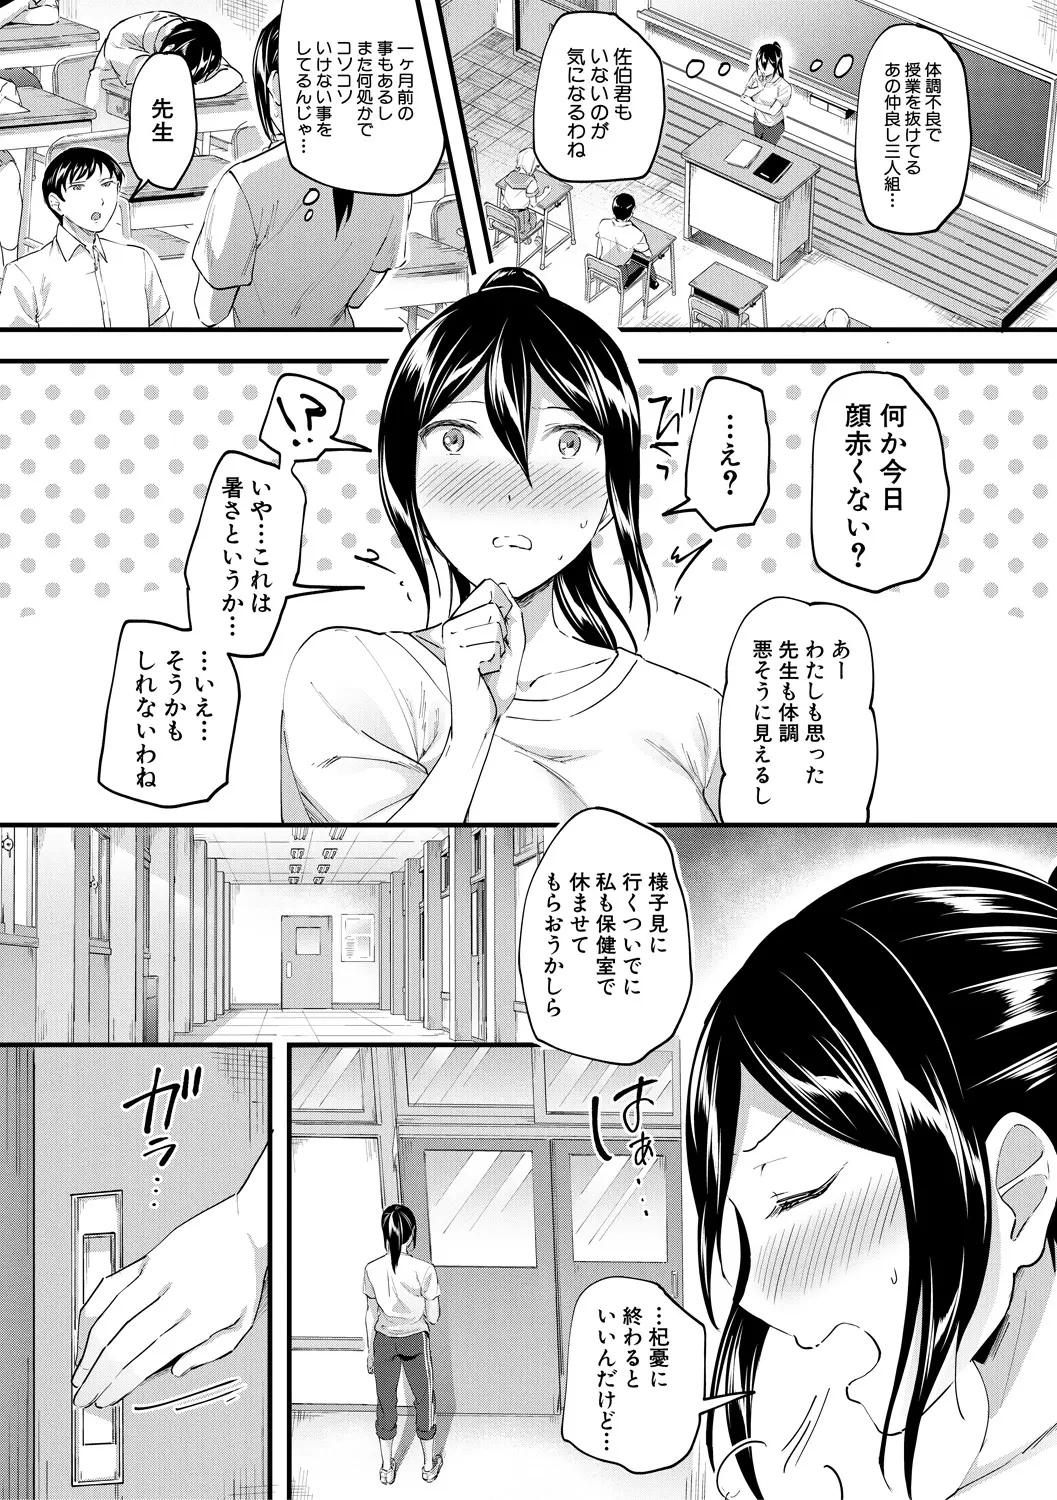 体調不良で
授業を抜けてる
あの仲良し三人組…
佐伯君も
いないのが
気になるわね
一ヶ月前の
事もあるし
また何処かで
コソコソ
いけない事を
してるんじゃ…
先生
何か今日
顔赤くない？
…え？
あー
わたしも思った
先生も体調
悪そうに見えるし
!?
いや…これは
暑さというか…
…いえ…
そうかも
しれないわね
様子見に
行くついでに
私も保健室で
休ませて
もらおうかしら
はぁ…
…杞憂に
終わると
いいんだけど…
ガラ